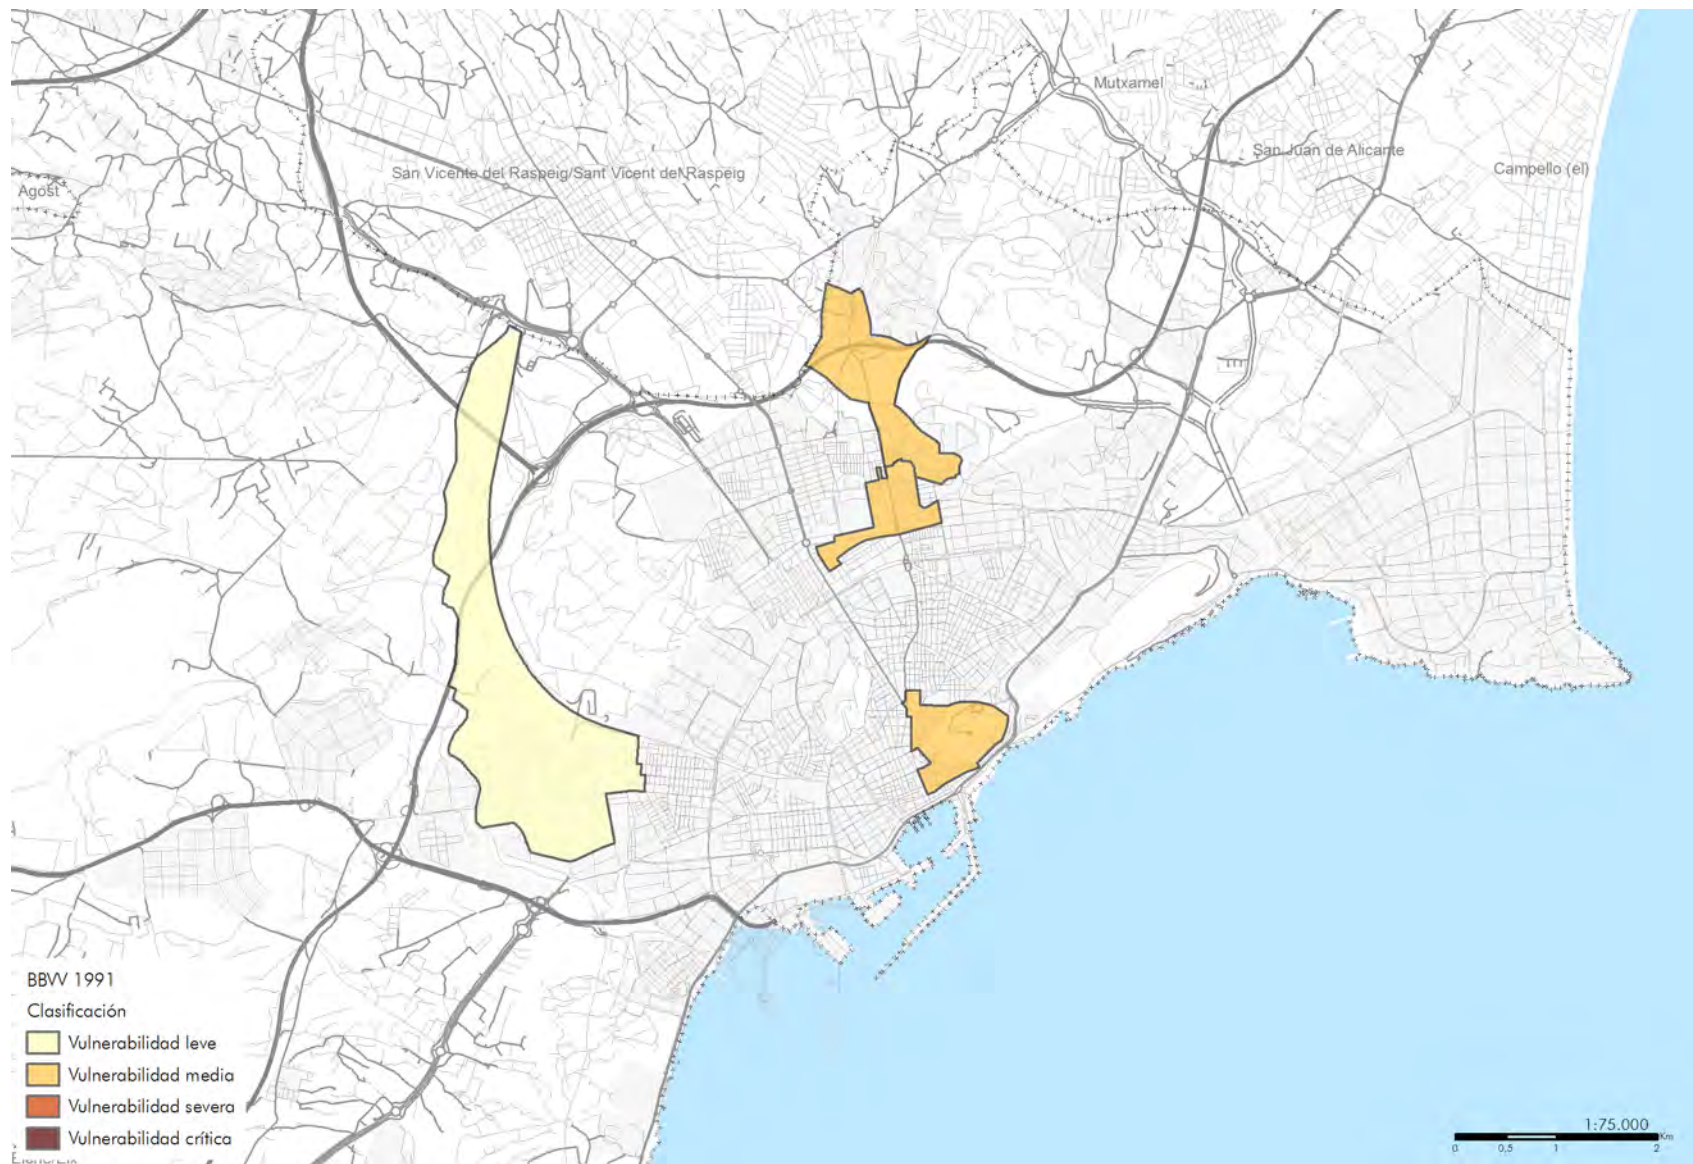 Mutxamel
San Juan de Alicante
San Vicente del Raspeig/Sant Vicent del Raspeig
Campello (el)
Agost
BBVV 1991
Clasificación
Vulnerabilidad leve
Vulnerabilidad media
Vulnerabilidad severa
Vulnerabilidad crítica
1:75.000
Km
0 0,5 1 2